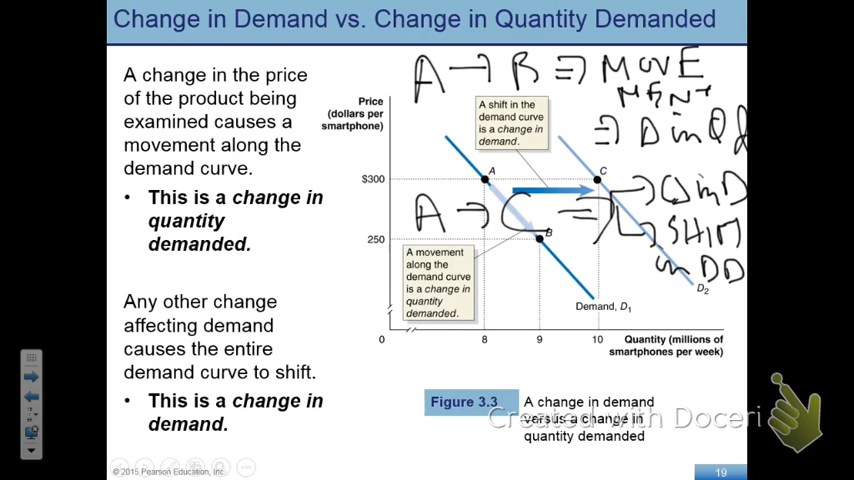 Change in Demand vs. Change in Quantity Demanded
A change in the price
of the product being
examined causes a
movement along the
demand curve.
• This is a change in
quantity
demanded.
Any other change
affecting demand
causes the entire
demand curve to shift.
• This is a change in
demand.
A → B ⇒ MOVE
MENT
⇒ Δ in Qd
Price
(dollars per
smartphone)
A shift in the
demand curve
is a change in
demand.
A
C
$300
A → C ⇒ → in D
→
in DD
B
250
A movement
along the
demand curve
is a change in
quantity
demanded.
D2
Demand, D1
0
8
9
10
Quantity (millions of
smartphones per week)
Figure 3.3
A change in demand
versus a change in
quantity demanded
Created with Doceri
© 2015 Pearson Education, Inc.
19